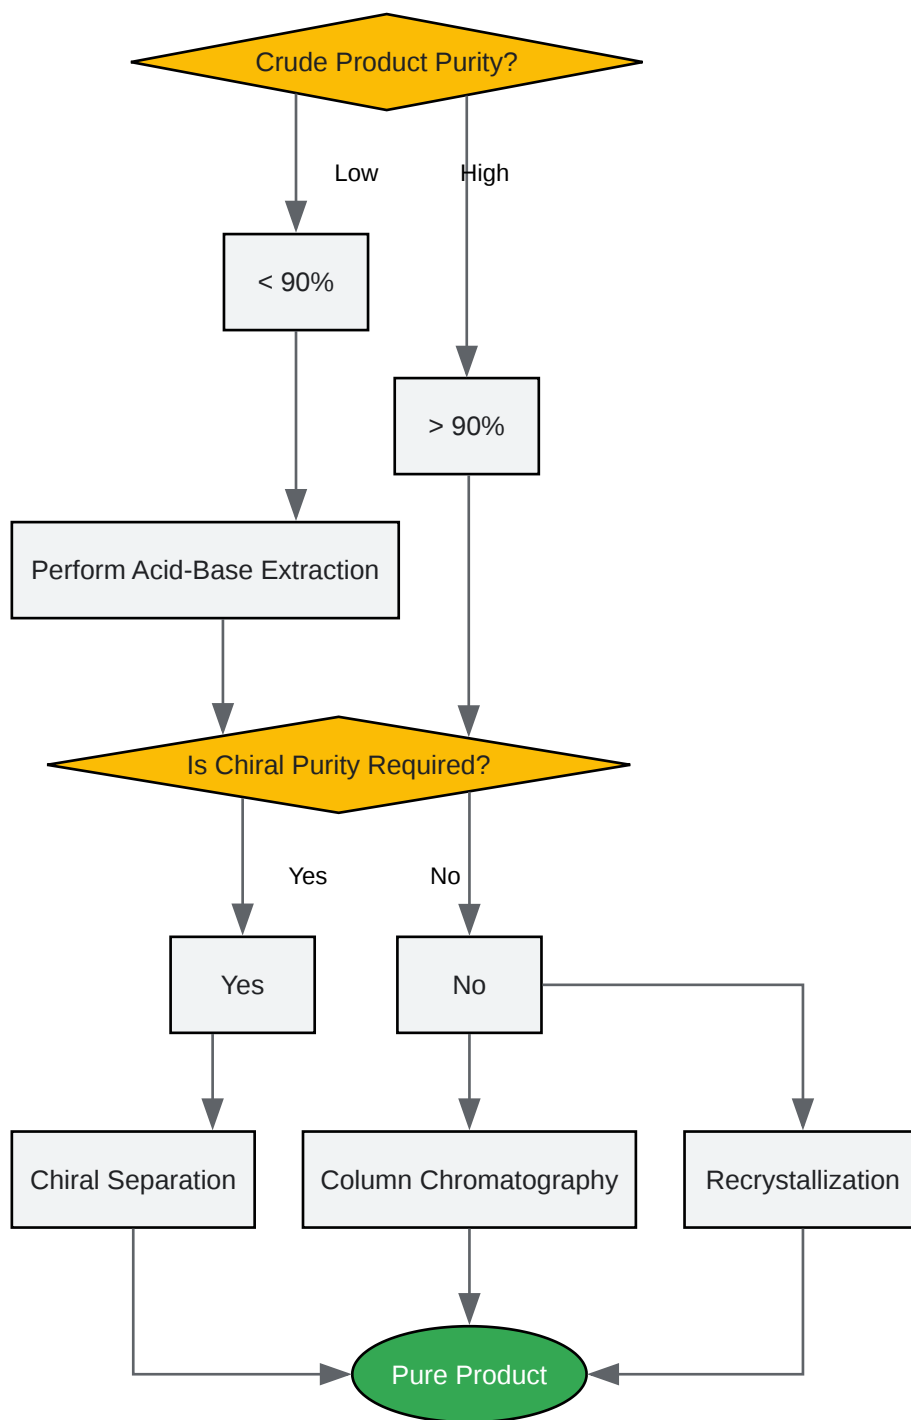 Crude Product Purity?
Low
High
< 90%
> 90%
Perform Acid-Base Extraction
Is Chiral Purity Required?
Yes
No
Yes
No
Chiral Separation
Column Chromatography
Recrystallization
Pure Product